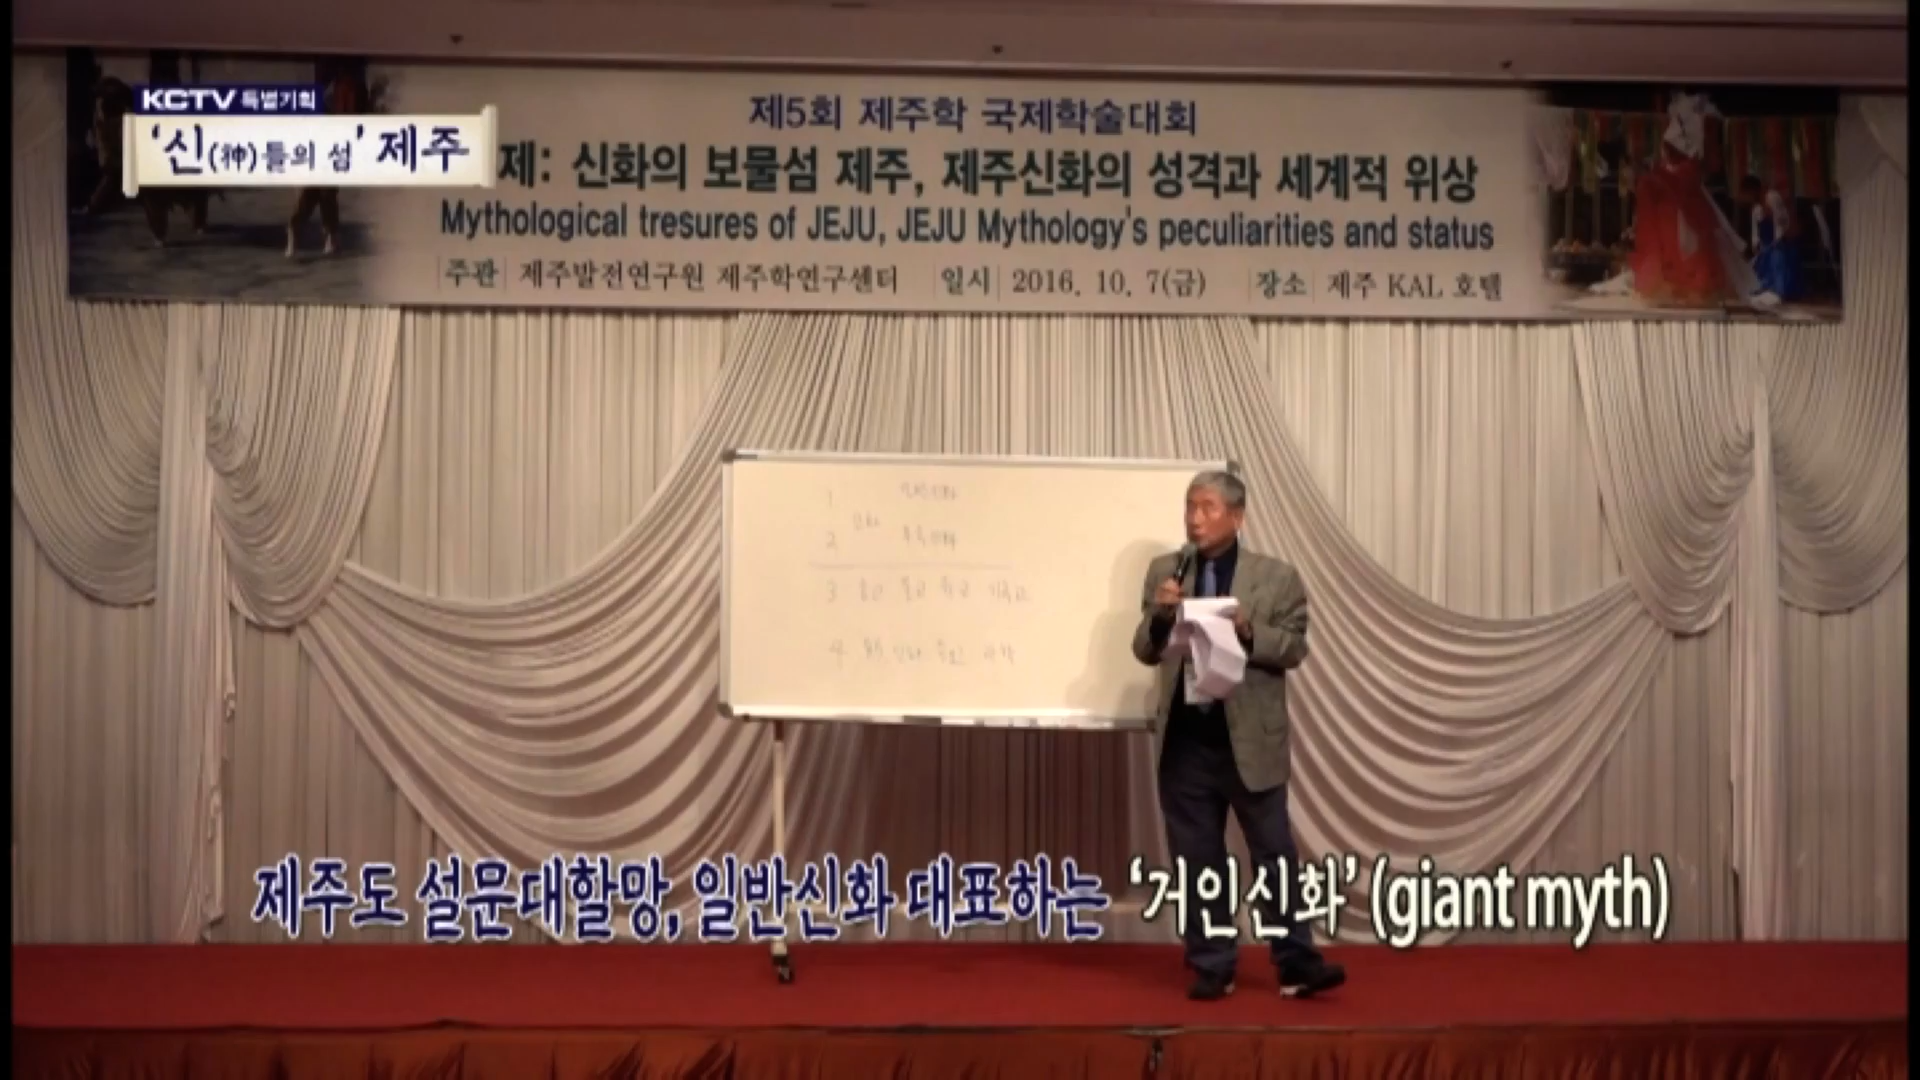 KCTV 특별기획
‘신(神)들의 섬’ 제주
제5회 제주학 국제학술대회
제: 신화의 보물섬 제주, 제주신화의 성격과 세계적 위상
Mythological tresures of JEJU, JEJU Mythology's peculiarities and status
주관 제주발전연구원 제주학연구센터 일시 2016. 10. 7(금) 장소 제주 KAL 호텔
1
2
3
4
제주도 설문대할망, 일반신화 대표하는 ‘거인신화’ (giant myth)